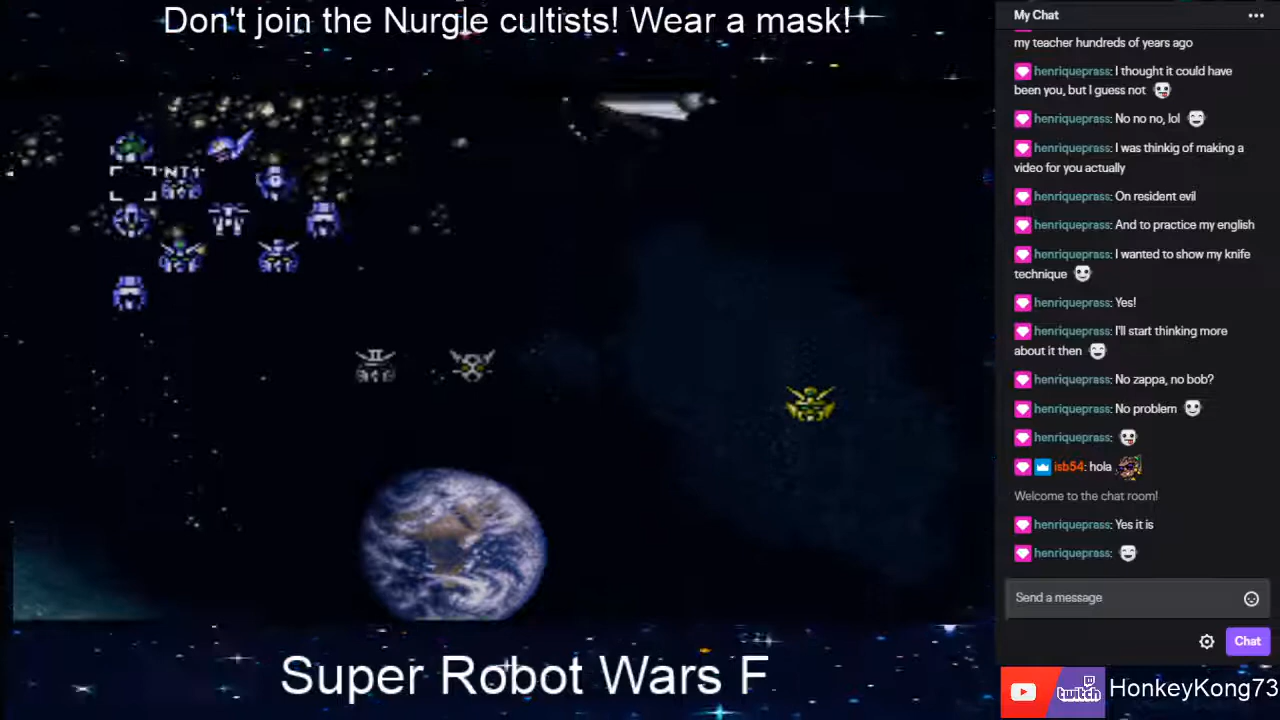 Don't join the Nurgle cultists! Wear a mask!
NT1
II
Super Robot Wars F
My Chat
my teacher hundreds of years ago
henriqueprass: I thought it could have
been you, but I guess not
henriqueprass: No no no, lol
henriqueprass: I was thinkig of making a
video for you actually
henriqueprass: On resident evil
henriqueprass: And to practice my english
henriqueprass: I wanted to show my knife
technique
henriqueprass: Yes!
henriqueprass: I'll start thinking more
about it then
henriqueprass: No zappa, no bob?
henriqueprass: No problem
henriqueprass:
isb54: hola
Welcome to the chat room!
henriqueprass: Yes it is
henriqueprass:
Send a message
Chat
twitch HonkeyKong73